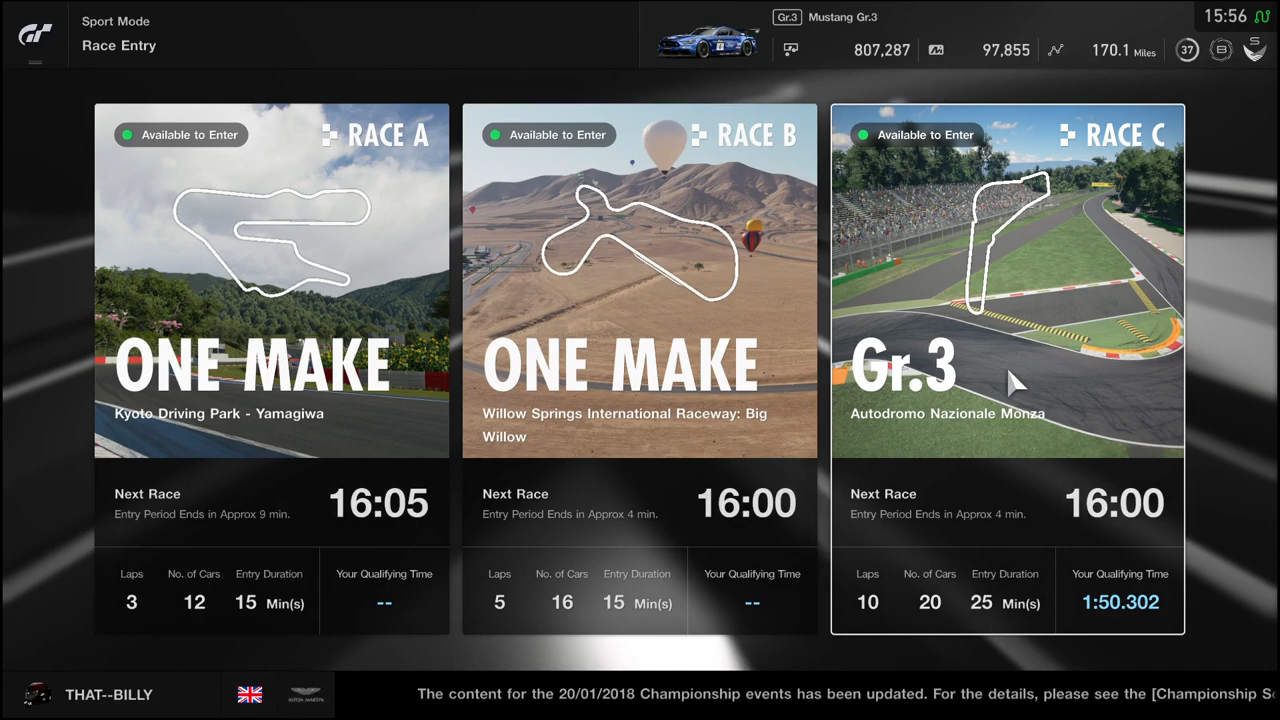 Sport Mode
Race Entry
Gr.3 Mustang Gr.3
807,287 97,855 170.1 Miles 37 B S
15:56
Available to Enter RACE A
ONE MAKE
Kyoto Driving Park - Yamagiwa
Next Race
Entry Period Ends in Approx 9 min.
16:05
Laps No. of Cars Entry Duration Your Qualifying Time
3 12 15 Min(s) --
Available to Enter RACE B
ONE MAKE
Willow Springs International Raceway: Big
Willow
Next Race
Entry Period Ends in Approx 4 min.
16:00
Laps No. of Cars Entry Duration Your Qualifying Time
5 16 15 Min(s) --
Available to Enter RACE C
Gr.3
Autodromo Nazionale Monza
Next Race
Entry Period Ends in Approx 4 min.
16:00
Laps No. of Cars Entry Duration Your Qualifying Time
10 20 25 Min(s) 1:50.302
THAT--BILLY
The content for the 20/01/2018 Championship events has been updated. For the details, please see the [Championship